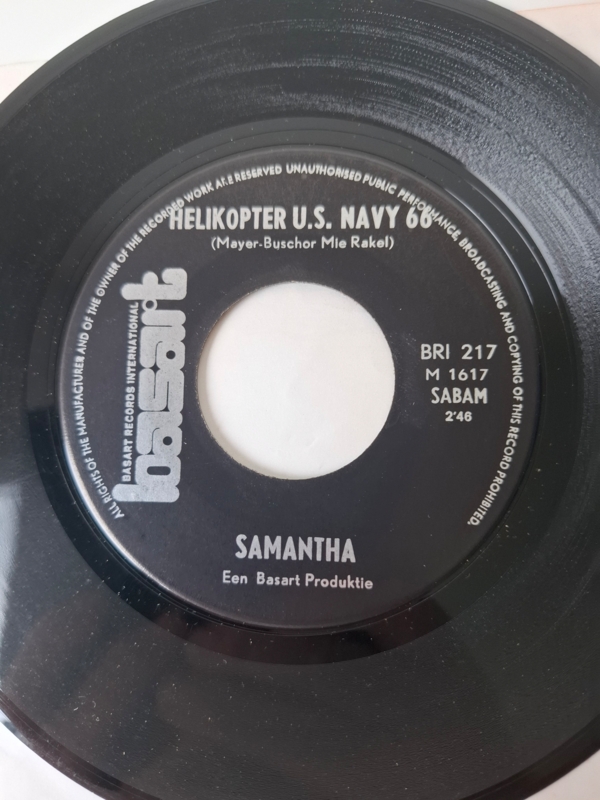 ALL RIGHTS OF THE MANUFACTURER AND OF THE OWNER OF THE RECORDED WORK ARE RESERVED UNAUTHORISED PUBLIC PERFORMANCE, BROADCASTING AND COPYING OF THIS RECORD PROHIBITED.
HELIKOPTER U.S. NAVY 66
(Mayer-Buschor Mie Rakel)
basart
BASART RECORDS INTERNATIONAL
BRI 217
M 1617
SABAM
2'46
SAMANTHA
Een Basart Produktie